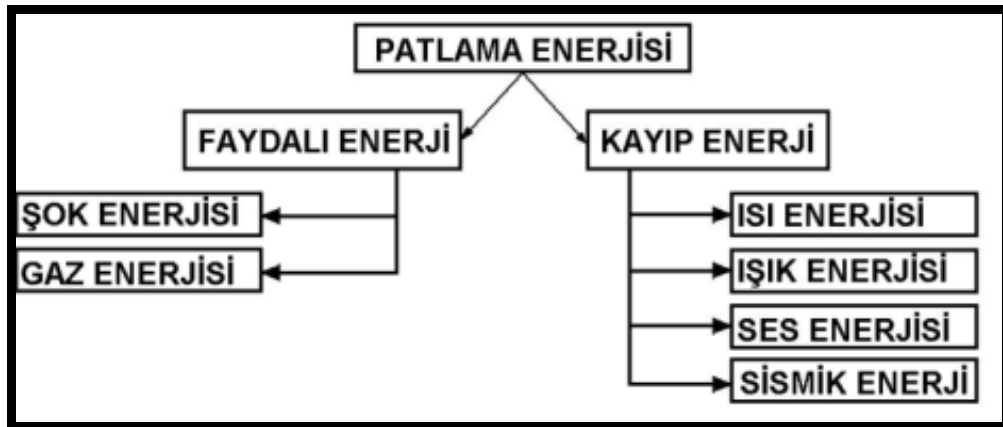 PATLAMA ENERJİSİ
FAYDALI ENERJİ
KAYIP ENERJİ
ŞOK ENERJİSİ
GAZ ENERJİSİ
ISI ENERJİSİ
IŞIK ENERJİSİ
SES ENERJİSİ
SİSMİK ENERJİ